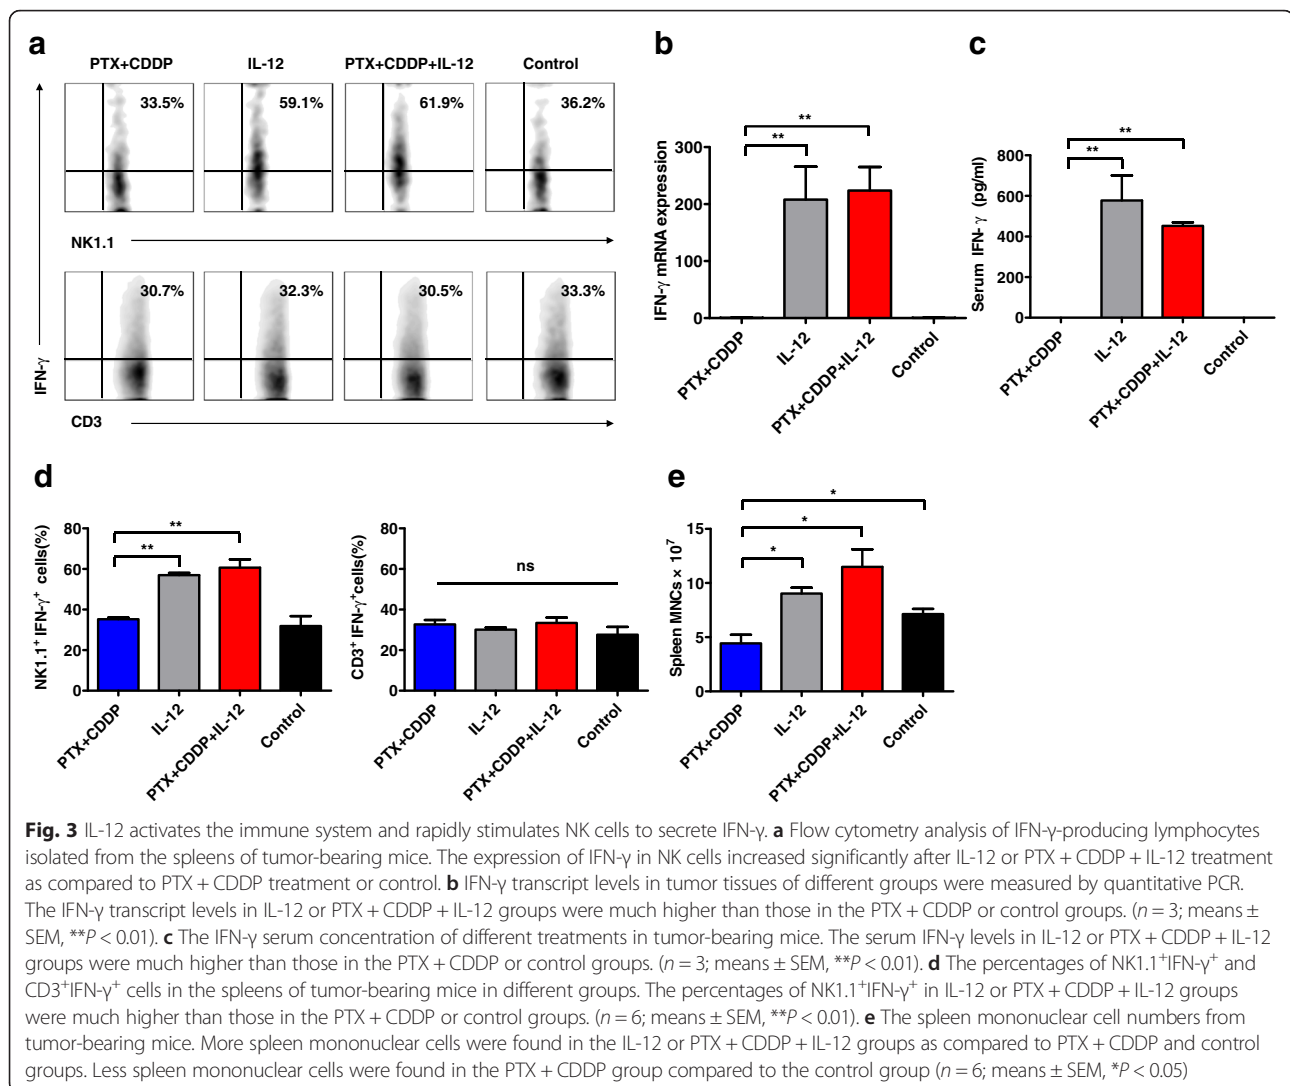 a
PTX+CDDP IL-12 PTX+CDDP+IL-12 Control
33.5% 59.1% 61.9% 36.2%
NK1.1
30.7% 32.3% 30.5% 33.3%
IFN-γ
CD3
b
** 
**
IFN-γ mRNA expression
300
200
100
0
PTX+CDDP IL-12 PTX+CDDP+IL-12 Control
c
**
**
Serum IFN- γ (pg/ml)
800
600
400
200
0
PTX+CDDP IL-12 PTX+CDDP+IL-12 Control
d
**
**
NK1.1⁺ IFN-γ⁺ cells(%)
80
60
40
20
0
PTX+CDDP IL-12 PTX+CDDP+IL-12 Control
ns
CD3⁺ IFN-γ⁺cells(%)
80
60
40
20
0
PTX+CDDP IL-12 PTX+CDDP+IL-12 Control
e
*
*
*
Spleen MNCs × 10⁷
15
10
5
0
PTX+CDDP IL-12 PTX+CDDP+IL-12 Control
Fig. 3 IL-12 activates the immune system and rapidly stimulates NK cells to secrete IFN-γ. a Flow cytometry analysis of IFN-γ-producing lymphocytes
isolated from the spleens of tumor-bearing mice. The expression of IFN-γ in NK cells increased significantly after IL-12 or PTX + CDDP + IL-12 treatment
as compared to PTX + CDDP treatment or control. b IFN-γ transcript levels in tumor tissues of different groups were measured by quantitative PCR.
The IFN-γ transcript levels in IL-12 or PTX + CDDP + IL-12 groups were much higher than those in the PTX + CDDP or control groups. (n = 3; means ±
SEM, **P < 0.01). c The IFN-γ serum concentration of different treatments in tumor-bearing mice. The serum IFN-γ levels in IL-12 or PTX + CDDP + IL-12
groups were much higher than those in the PTX + CDDP or control groups. (n = 3; means ± SEM, **P < 0.01). d The percentages of NK1.1⁺IFN-γ⁺ and
CD3⁺IFN-γ⁺ cells in the spleens of tumor-bearing mice in different groups. The percentages of NK1.1⁺IFN-γ⁺ in IL-12 or PTX + CDDP + IL-12 groups
were much higher than those in the PTX + CDDP or control groups. (n = 6; means ± SEM, **P < 0.01). e The spleen mononuclear cell numbers from
tumor-bearing mice. More spleen mononuclear cells were found in the IL-12 or PTX + CDDP + IL-12 groups as compared to PTX + CDDP and control
groups. Less spleen mononuclear cells were found in the PTX + CDDP group compared to the control group (n = 6; means ± SEM, *P < 0.05)